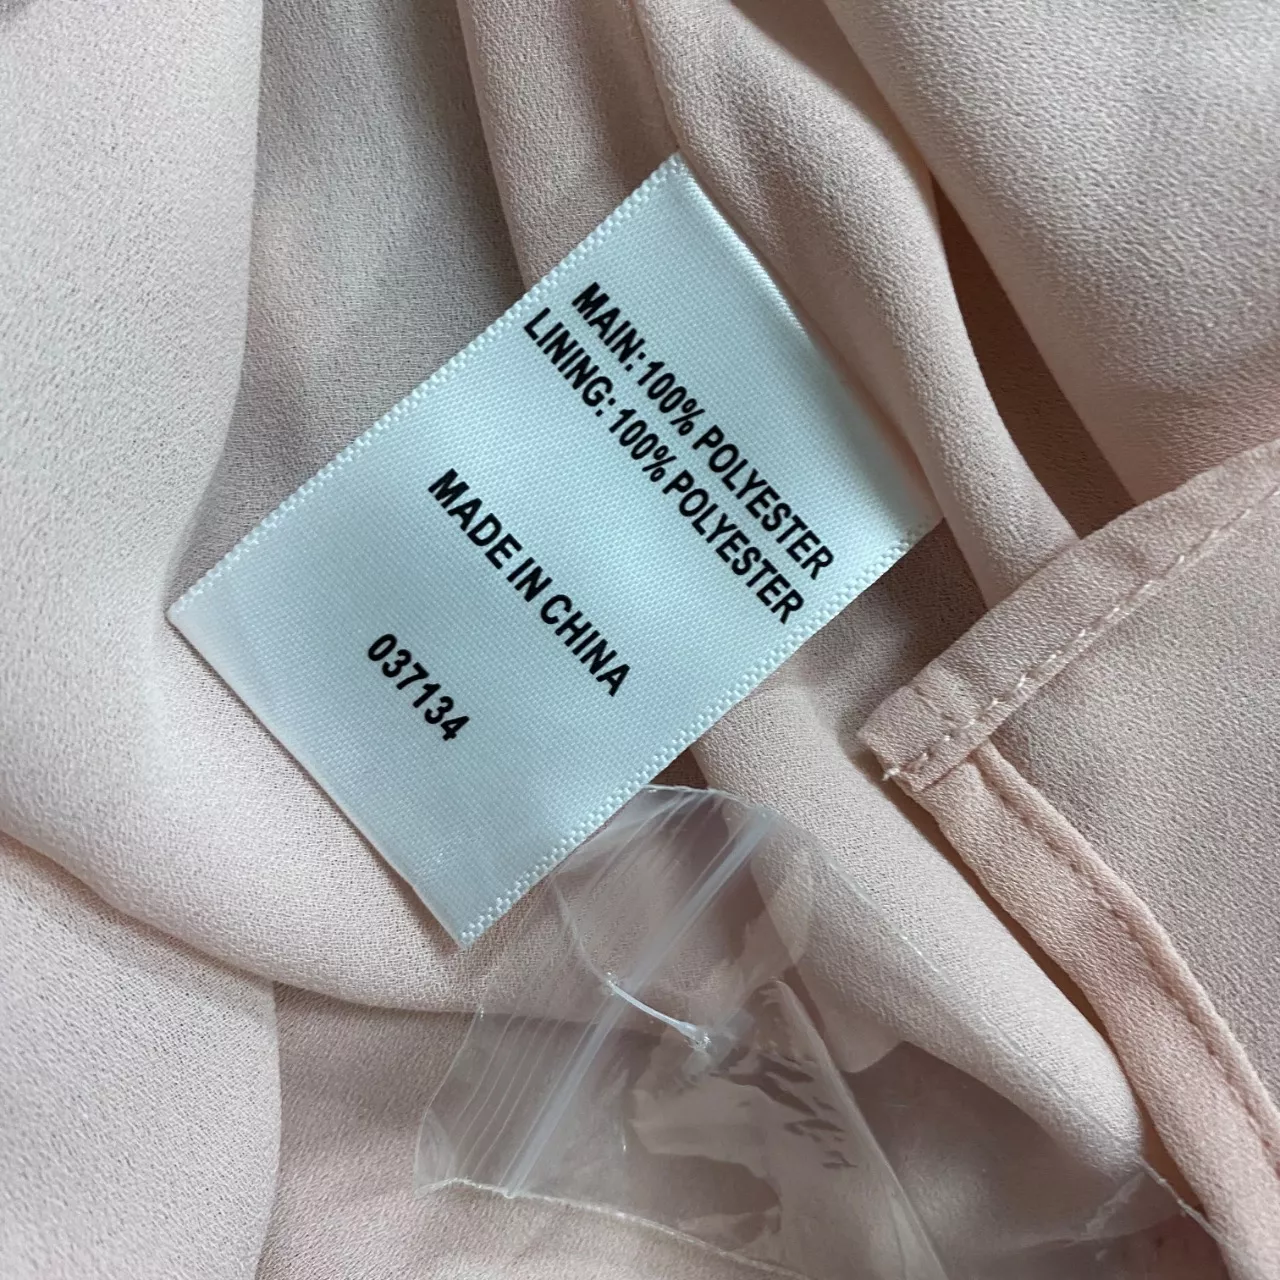 MAIN: 100% POLYESTER
LINING: 100% POLYESTER
MADE IN CHINA
037134